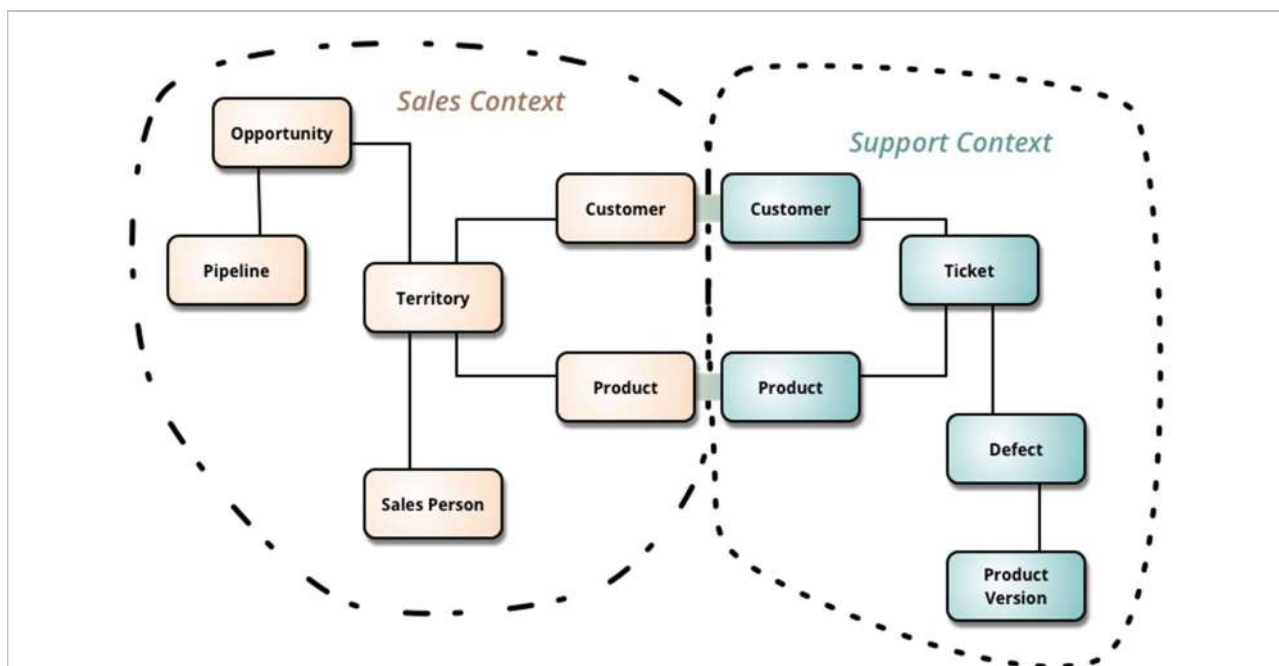 Sales Context
Opportunity
Support Context
Customer
Customer
Pipeline
Ticket
Territory
Product
Product
Defect
Sales Person
Product
Version